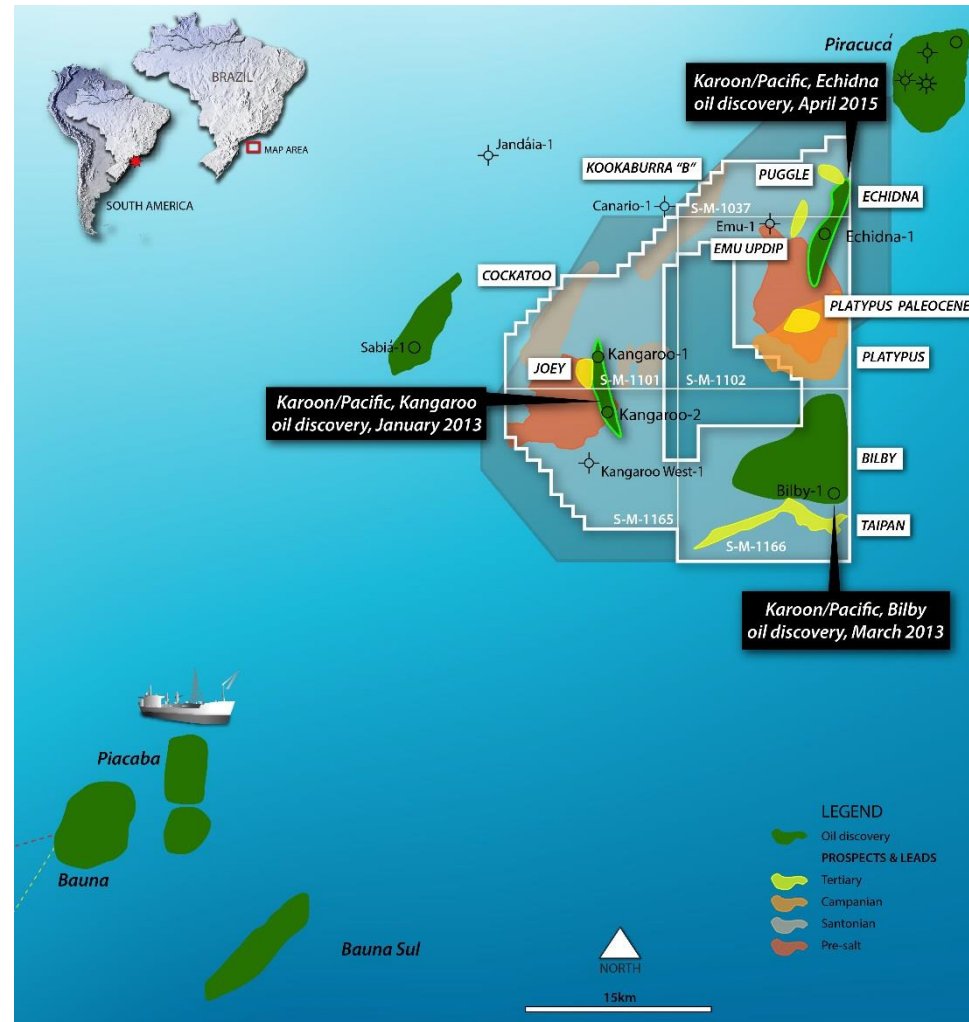 Piracucá
Karoon/Pacific, Echidna
oil discovery, April 2015
BRAZIL
MAP AREA
SOUTH AMERICA
Jandáia-1
KOOKABURRA "B"
PUGGLE
ECHIDNA
Canario-1
S-M-1037
Emu-1
Echidna-1
EMU UPDIP
COCKATOO
PLATYPUS PALEOCENE
Sabiá-1
Kangaroo-1
PLATYPUS
JOEY
S-M-1101
S-M-1102
Karoon/Pacific, Kangaroo
oil discovery, January 2013
Kangaroo-2
BILBY
Kangaroo West-1
Bilby-1
S-M-1165
TAIPAN
S-M-1166
Karoon/Pacific, Bilby
oil discovery, March 2013
Piacaba
Bauna
Bauna Sul
LEGEND
Oil discovery
PROSPECTS & LEADS
Tertiary
Campanian
Santonian
Pre-salt
NORTH
15km